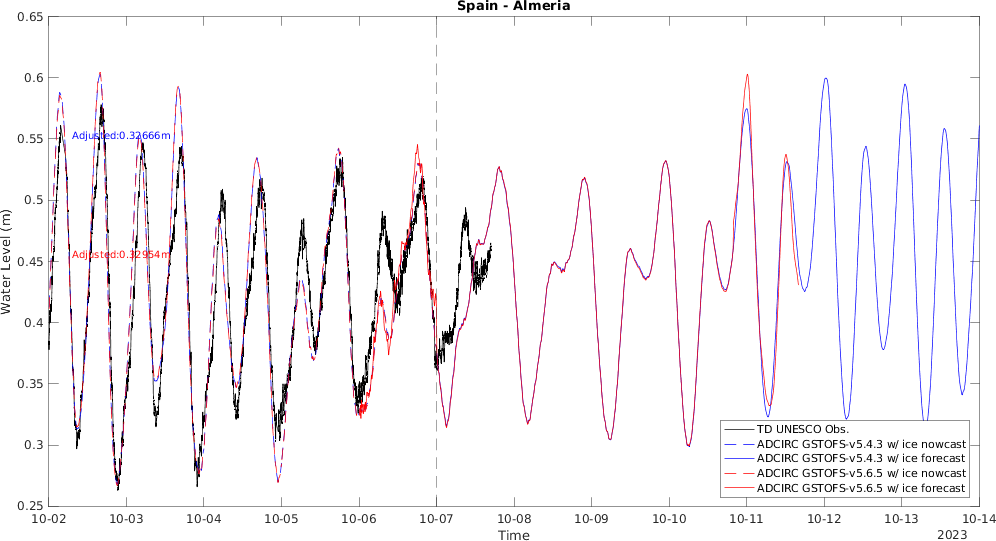 Spain - Almeria
Water Level (m)
0.65
0.6
0.55
0.5
0.45
0.4
0.35
0.3
0.25
Adjusted:0.32666m
Adjusted:0.32954m
TD UNESCO Obs.
ADCIRC GSTOFS-v5.4.3 w/ ice nowcast
ADCIRC GSTOFS-v5.4.3 w/ ice forecast
ADCIRC GSTOFS-v5.6.5 w/ ice nowcast
ADCIRC GSTOFS-v5.6.5 w/ ice forecast
10-02 10-03 10-04 10-05 10-06 10-07 10-08 10-09 10-10 10-11 10-12 10-13 10-14
Time
2023